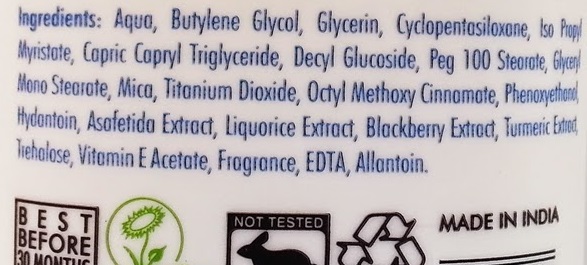 Ingredients: Aqua, Butylene Glycol, Glycerin, Cyclopentasiloxane, Iso Propyl
Myristate, Capric Capryl Triglyceride, Decyl Glucoside, Peg 100 Stearate, Glyceryl
Mono Stearate, Mica, Titanium Dioxide, Octyl Methoxy Cinnamate, Phenoxyethanol,
Hydantoin, Asafetida Extract, Liquorice Extract, Blackberry Extract, Turmeric Extract,
Trehalose, Vitamin E Acetate, Fragrance, EDTA, Allantoin.
BEST
BEFORE
30 MONTHS
NOT TESTED
MADE IN INDIA